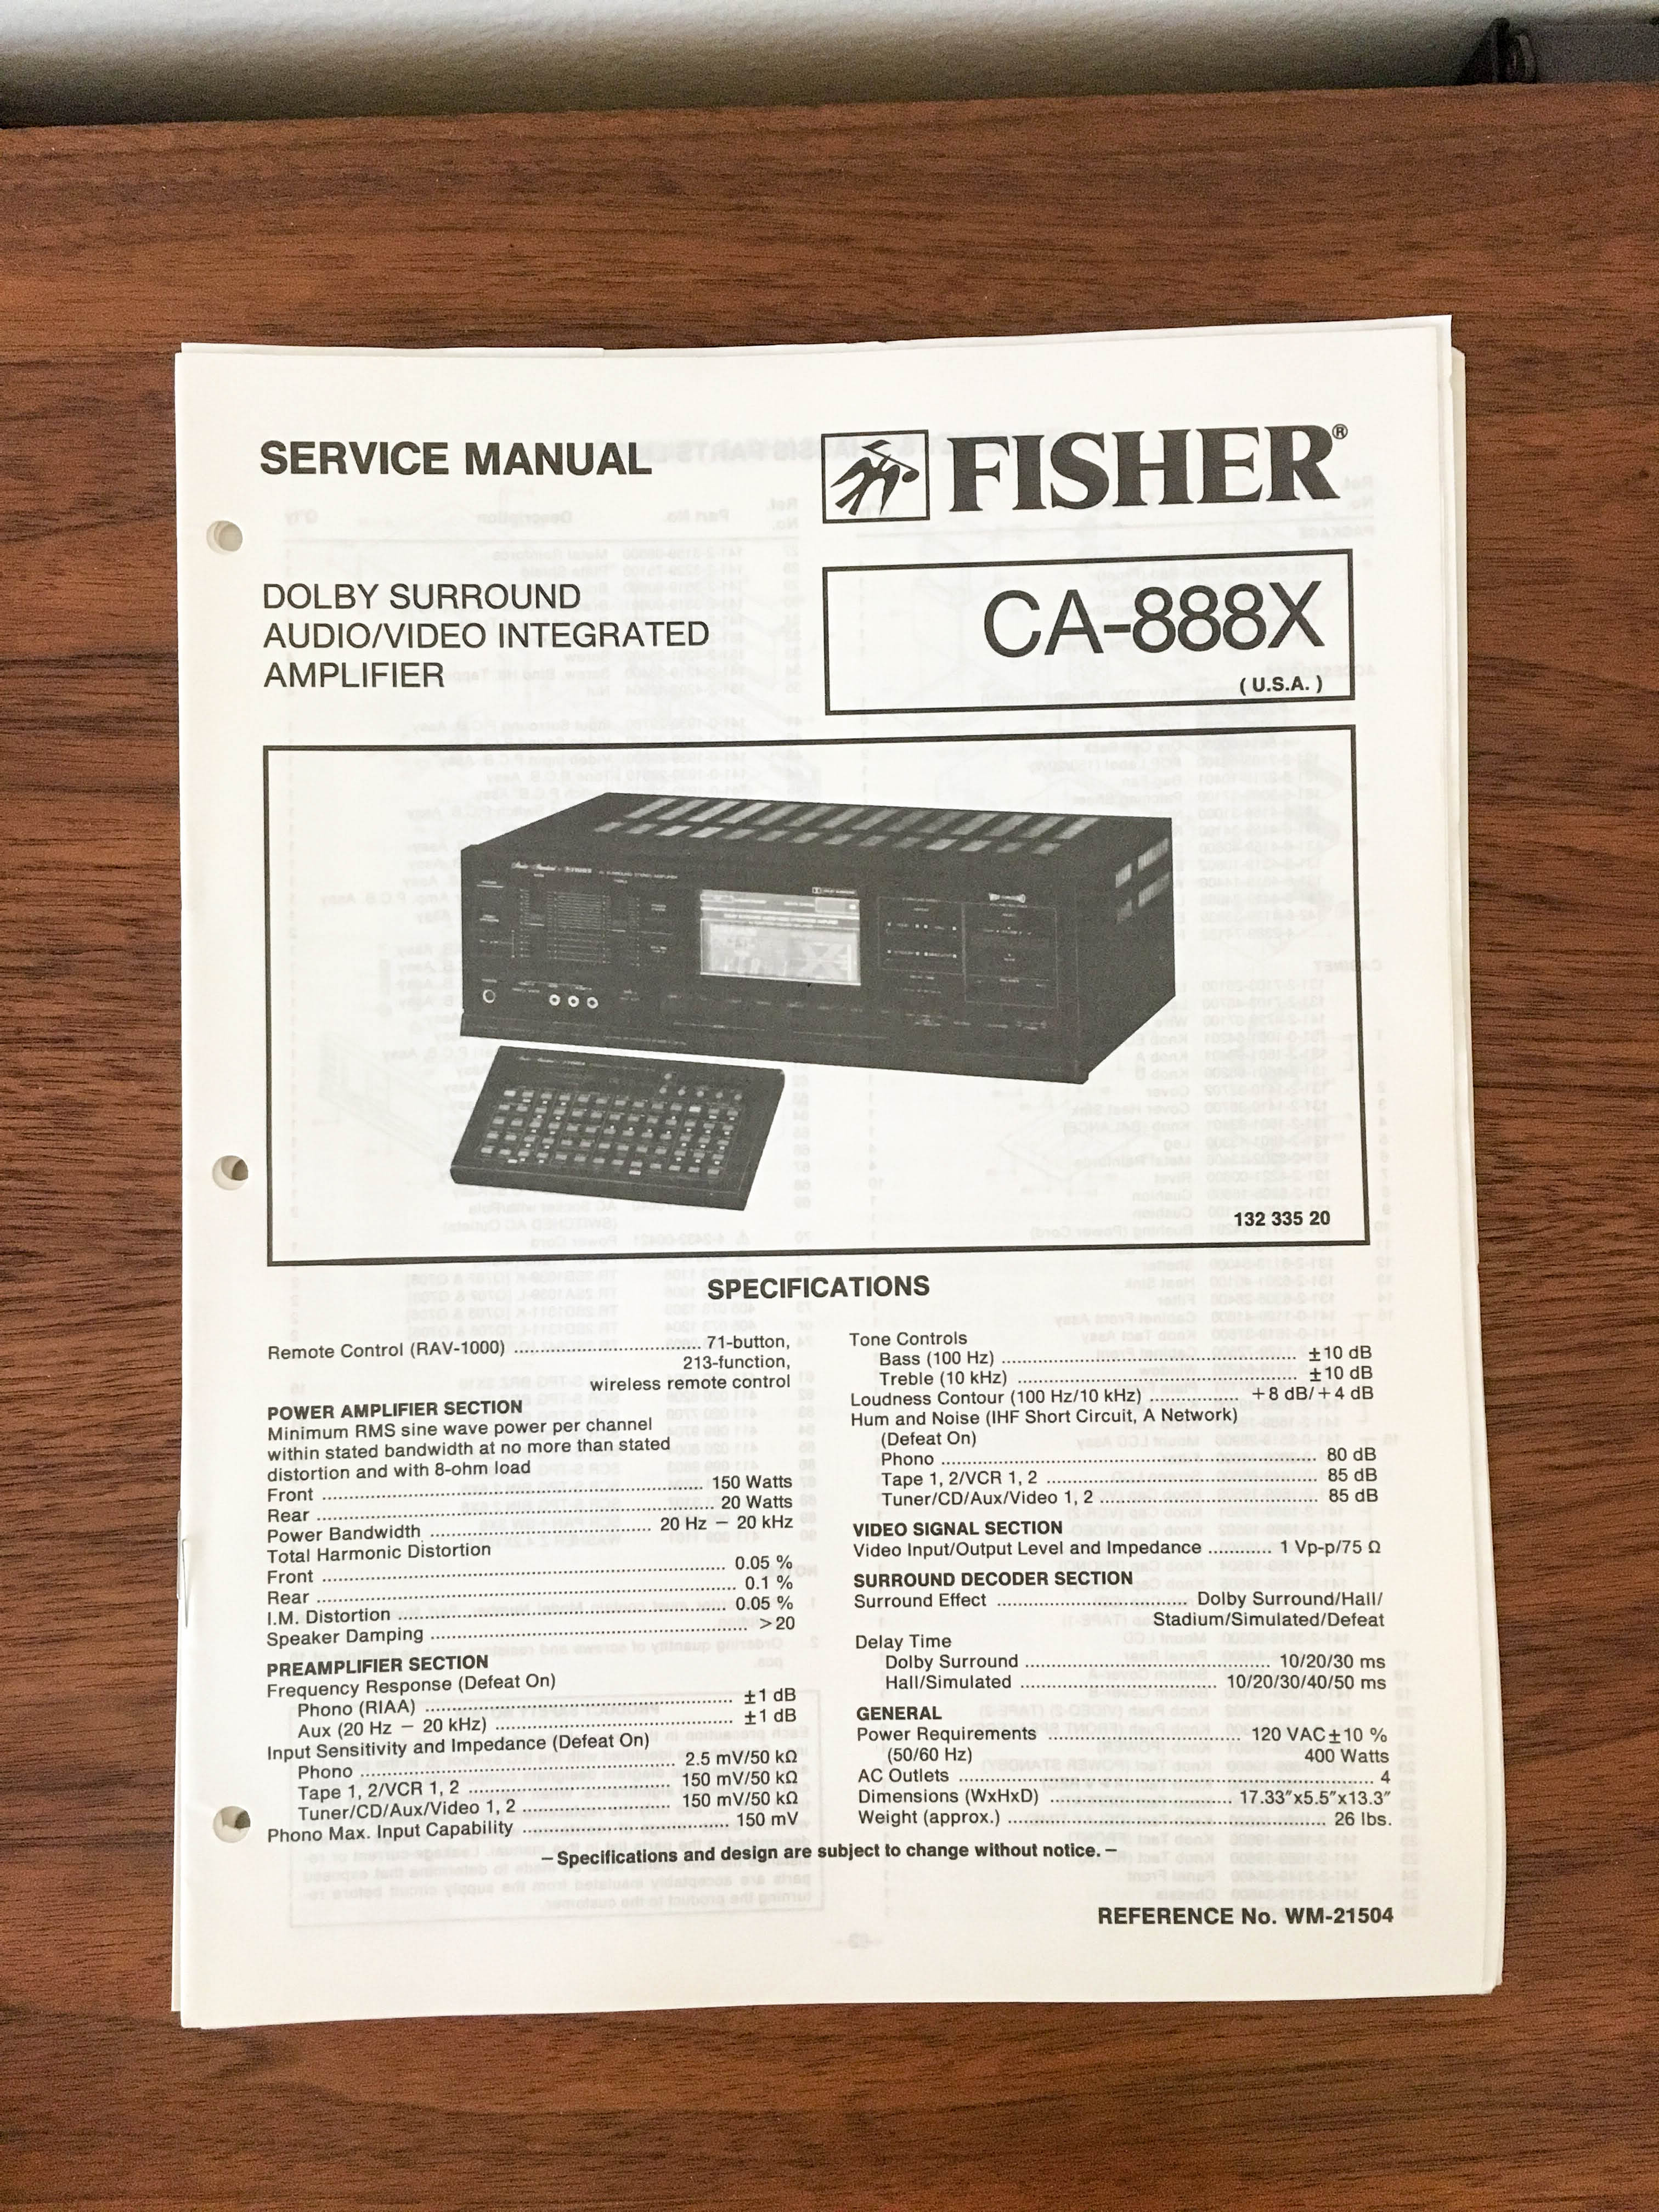 SERVICE MANUAL
FISHER®
DOLBY SURROUND
AUDIO/VIDEO INTEGRATED
AMPLIFIER
CA-888X
( U.S.A. )
132 335 20
SPECIFICATIONS
Remote Control (RAV-1000) ........ 71-button,
213-function,
wireless remote control
POWER AMPLIFIER SECTION
Minimum RMS sine wave power per channel
within stated bandwidth at no more than stated
distortion and with 8-ohm load
Front ........ 150 Watts
Rear ........ 20 Watts
Power Bandwidth ........ 20 Hz – 20 kHz
Total Harmonic Distortion
Front ........ 0.05 %
Rear ........ 0.1 %
I.M. Distortion ........ 0.05 %
Speaker Damping ........ >20
PREAMPLIFIER SECTION
Frequency Response (Defeat On)
Phono (RIAA) ........ ±1 dB
Aux (20 Hz – 20 kHz) ........ ±1 dB
Input Sensitivity and Impedance (Defeat On)
Phono ........ 2.5 mV/50 kΩ
Tape 1, 2/VCR 1, 2 ........ 150 mV/50 kΩ
Tuner/CD/Aux/Video 1, 2 ........ 150 mV/50 kΩ
Phono Max. Input Capability ........ 150 mV
Tone Controls
Bass (100 Hz) ........ ±10 dB
Treble (10 kHz) ........ ±10 dB
Loudness Contour (100 Hz/10 kHz) ........ +8 dB/+4 dB
Hum and Noise (IHF Short Circuit, A Network)
(Defeat On)
Phono ........ 80 dB
Tape 1, 2/VCR 1, 2 ........ 85 dB
Tuner/CD/Aux/Video 1, 2 ........ 85 dB
VIDEO SIGNAL SECTION
Video Input/Output Level and Impedance ........ 1 Vp-p/75 Ω
SURROUND DECODER SECTION
Surround Effect ........ Dolby Surround/Hall/
Stadium/Simulated/Defeat
Delay Time
Dolby Surround ........ 10/20/30 ms
Hall/Simulated ........ 10/20/30/40/50 ms
GENERAL
Power Requirements ........ 120 VAC±10 %
(50/60 Hz) 400 Watts
AC Outlets ........ 4
Dimensions (WxHxD) ........ 17.33″x5.5″x13.3″
Weight (approx.) ........ 26 lbs.
– Specifications and design are subject to change without notice. –
REFERENCE No. WM-21504